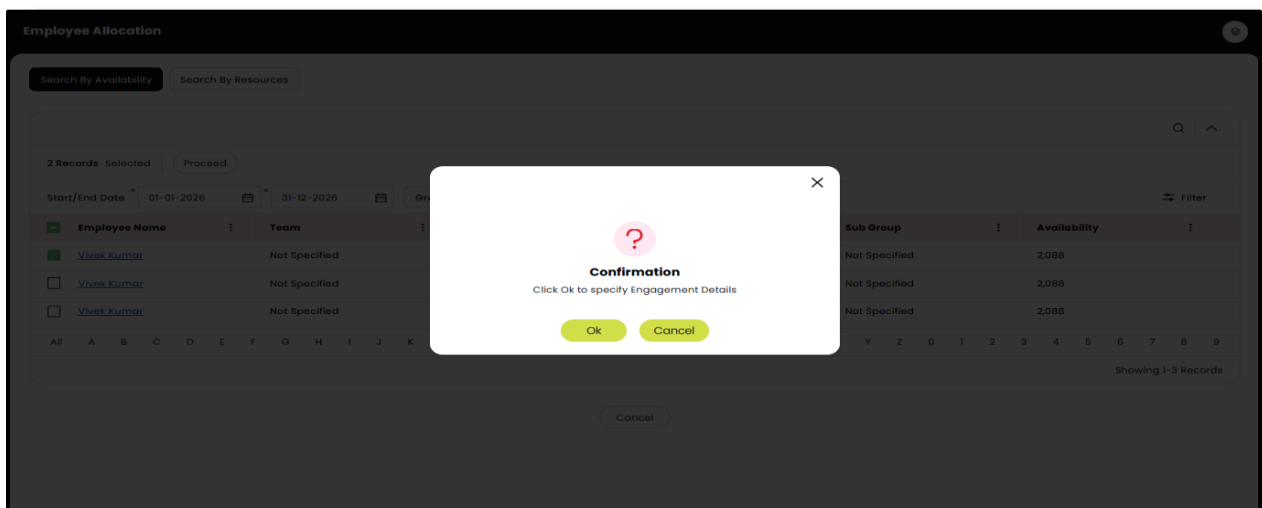 Employee Allocation
Search By Availability Search By Resources
2 Records Selected Proceed
Start/End Date * 01-01-2026 * 31-12-2026 Gr
Employee Name Team Sub Group Availability
Vivek Kumar Not Specified Not Specified 2,088
Vivek Kumar Not Specified Not Specified 2,088
Vivek Kumar Not Specified Not Specified 2,088
Filter
All A B C D E F G H I J K Y Z 0 1 2 3 4 5 6 7 8 9
Showing 1-3 Records
Cancel
?
Confirmation
Click Ok to specify Engagement Details
Ok Cancel